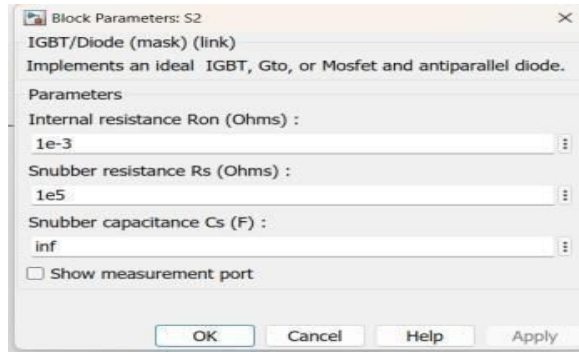 Block Parameters: S2
IGBT/Diode (mask) (link)
Implements an ideal IGBT, Gto, or Mosfet and antiparallel diode.
Parameters
Internal resistance Ron (Ohms) :
1e-3
Snubber resistance Rs (Ohms) :
1e5
Snubber capacitance Cs (F) :
inf
Show measurement port
OK Cancel Help Apply